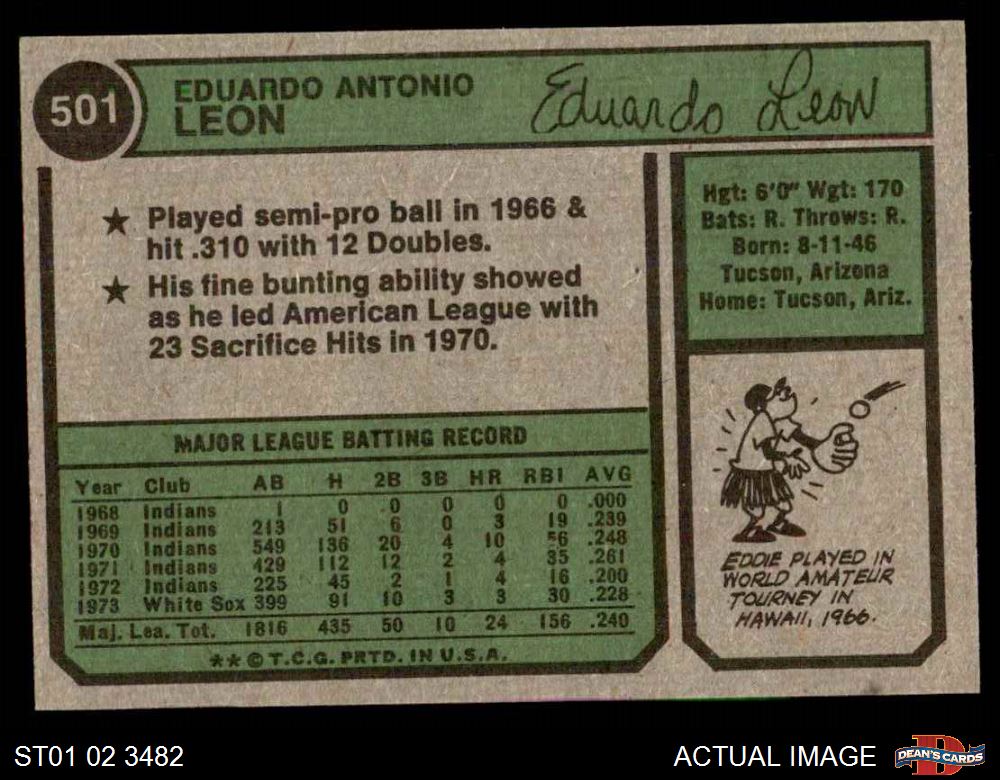 501
EDUARDO ANTONIO
LEON
Eduardo Leon
★ Played semi-pro ball in 1966 &
hit .310 with 12 Doubles.
★ His fine bunting ability showed
as he led American League with
23 Sacrifice Hits in 1970.
Hgt: 6'0" Wgt: 170
Bats: R. Throws: R.
Born: 8-11-46
Tucson, Arizona
Home: Tucson, Ariz.
MAJOR LEAGUE BATTING RECORD
Year Club AB H 2B 3B HR RBI AVG
1968 Indians 1 0 0 0 0 0 .000
1969 Indians 213 51 6 0 3 19 .239
1970 Indians 549 136 20 4 10 56 .248
1971 Indians 429 112 12 2 4 35 .261
1972 Indians 225 45 2 1 4 16 .200
1973 White Sox 399 91 10 3 3 30 .228
Maj. Lea. Tot. 1816 435 50 10 24 156 .240
**© T.C.G. PRTD. IN U.S.A.
EDDIE PLAYED IN
WORLD AMATEUR
TOURNEY IN
HAWAII, 1966.
ST01 02 3482
ACTUAL IMAGE
D
DEAN'S CARDS